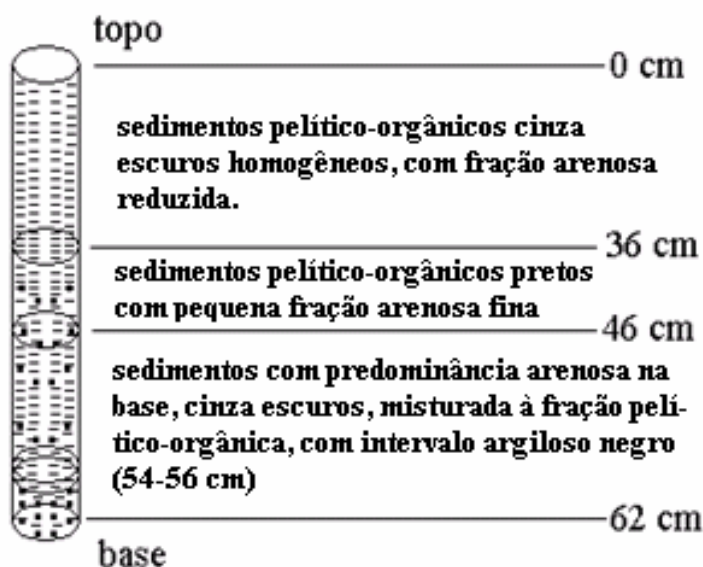 topo
0 cm
sedimentos pelítico-orgânicos cinza
escuros homogêneos, com fração arenosa
reduzida.
36 cm
sedimentos pelítico-orgânicos pretos
com pequena fração arenosa fina
46 cm
sedimentos com predominância arenosa na
base, cinza escuros, misturada à fração pelí-
tico-orgânica, com intervalo argiloso negro
(54-56 cm)
62 cm
base